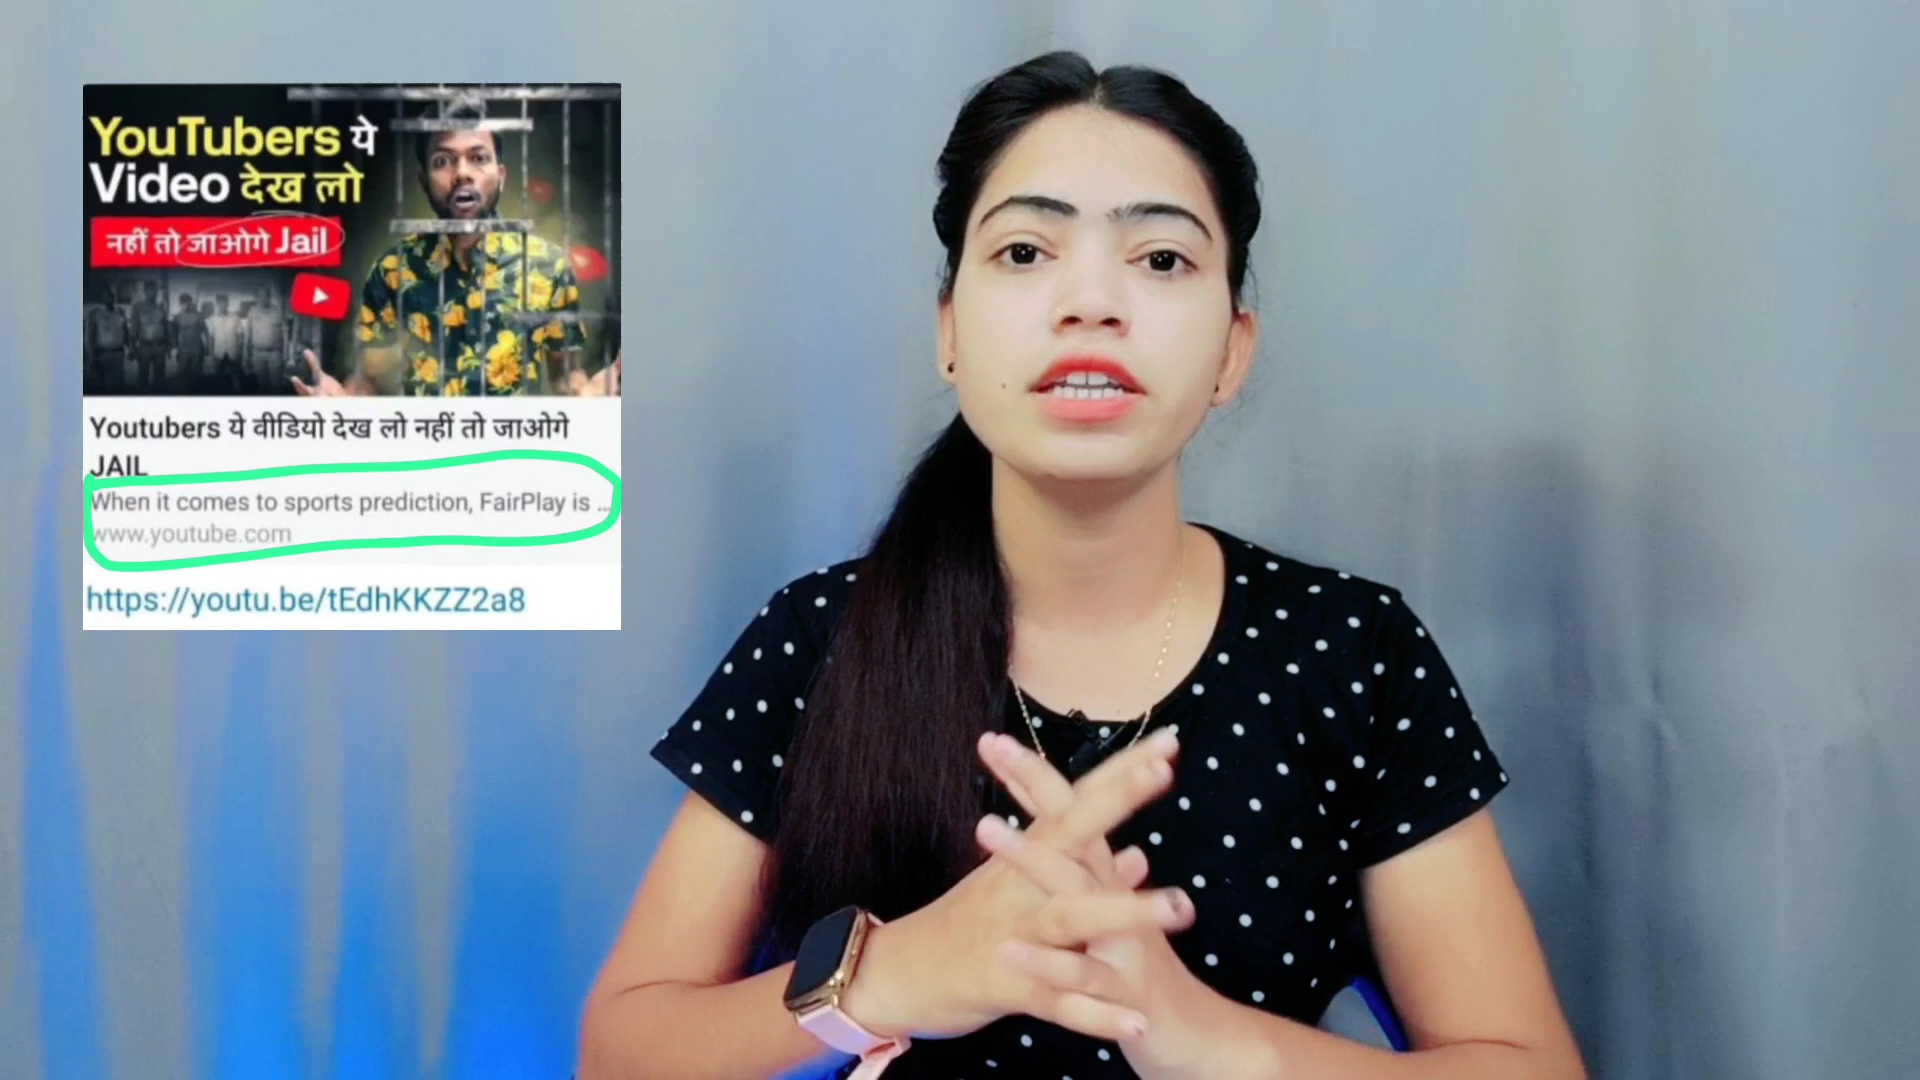 YouTubers ये
Video देख लो
नहीं तो जाओगे Jail
Youtubers ये वीडियो देख लो नहीं तो जाओगे
JAIL
When it comes to sports prediction, FairPlay is ...
www.youtube.com
https://youtu.be/tEdhKKZZ2a8